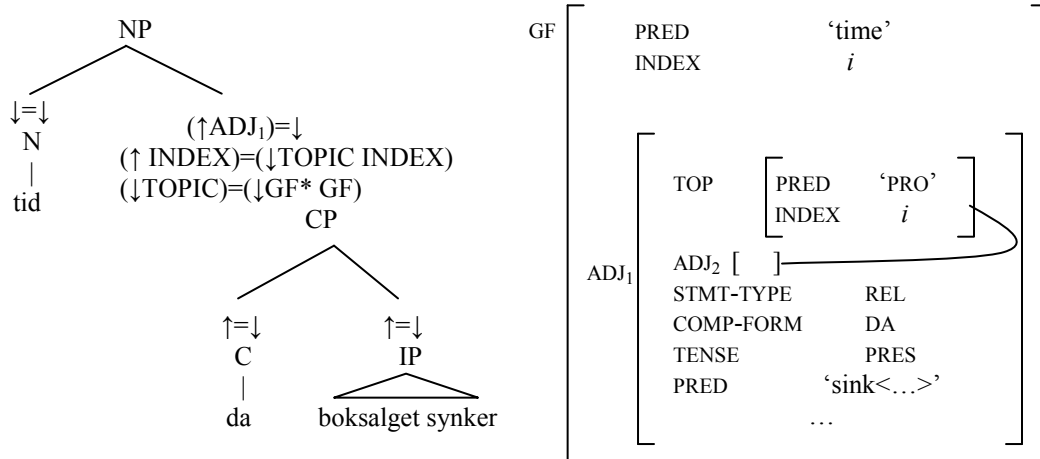 NP
↓=↓
N
|
tid
(↑ADJ₁)=↓
(↑ INDEX)=(↓TOPIC INDEX)
(↓TOPIC)=(↓GF* GF)
CP
↑=↓
C
|
da
↑=↓
IP
boksalget synker
GF
PRED ‘time’
INDEX i
ADJ₁
TOP PRED ‘PRO’
INDEX i
ADJ₂ [ ]
STMT-TYPE REL
COMP-FORM DA
TENSE PRES
PRED ‘sink<…>’
…